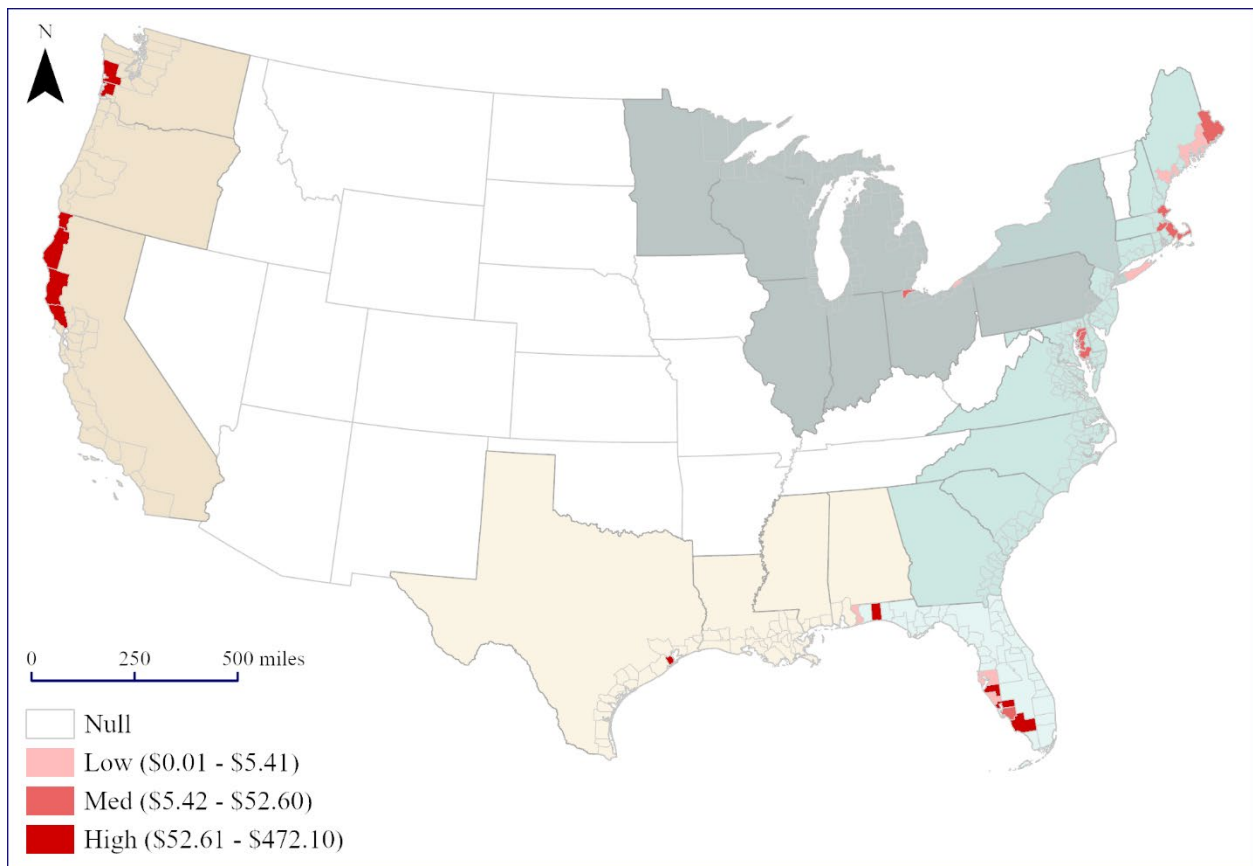 N
0 250 500 miles
Null
Low ($0.01 - $5.41)
Med ($5.42 - $52.60)
High ($52.61 - $472.10)